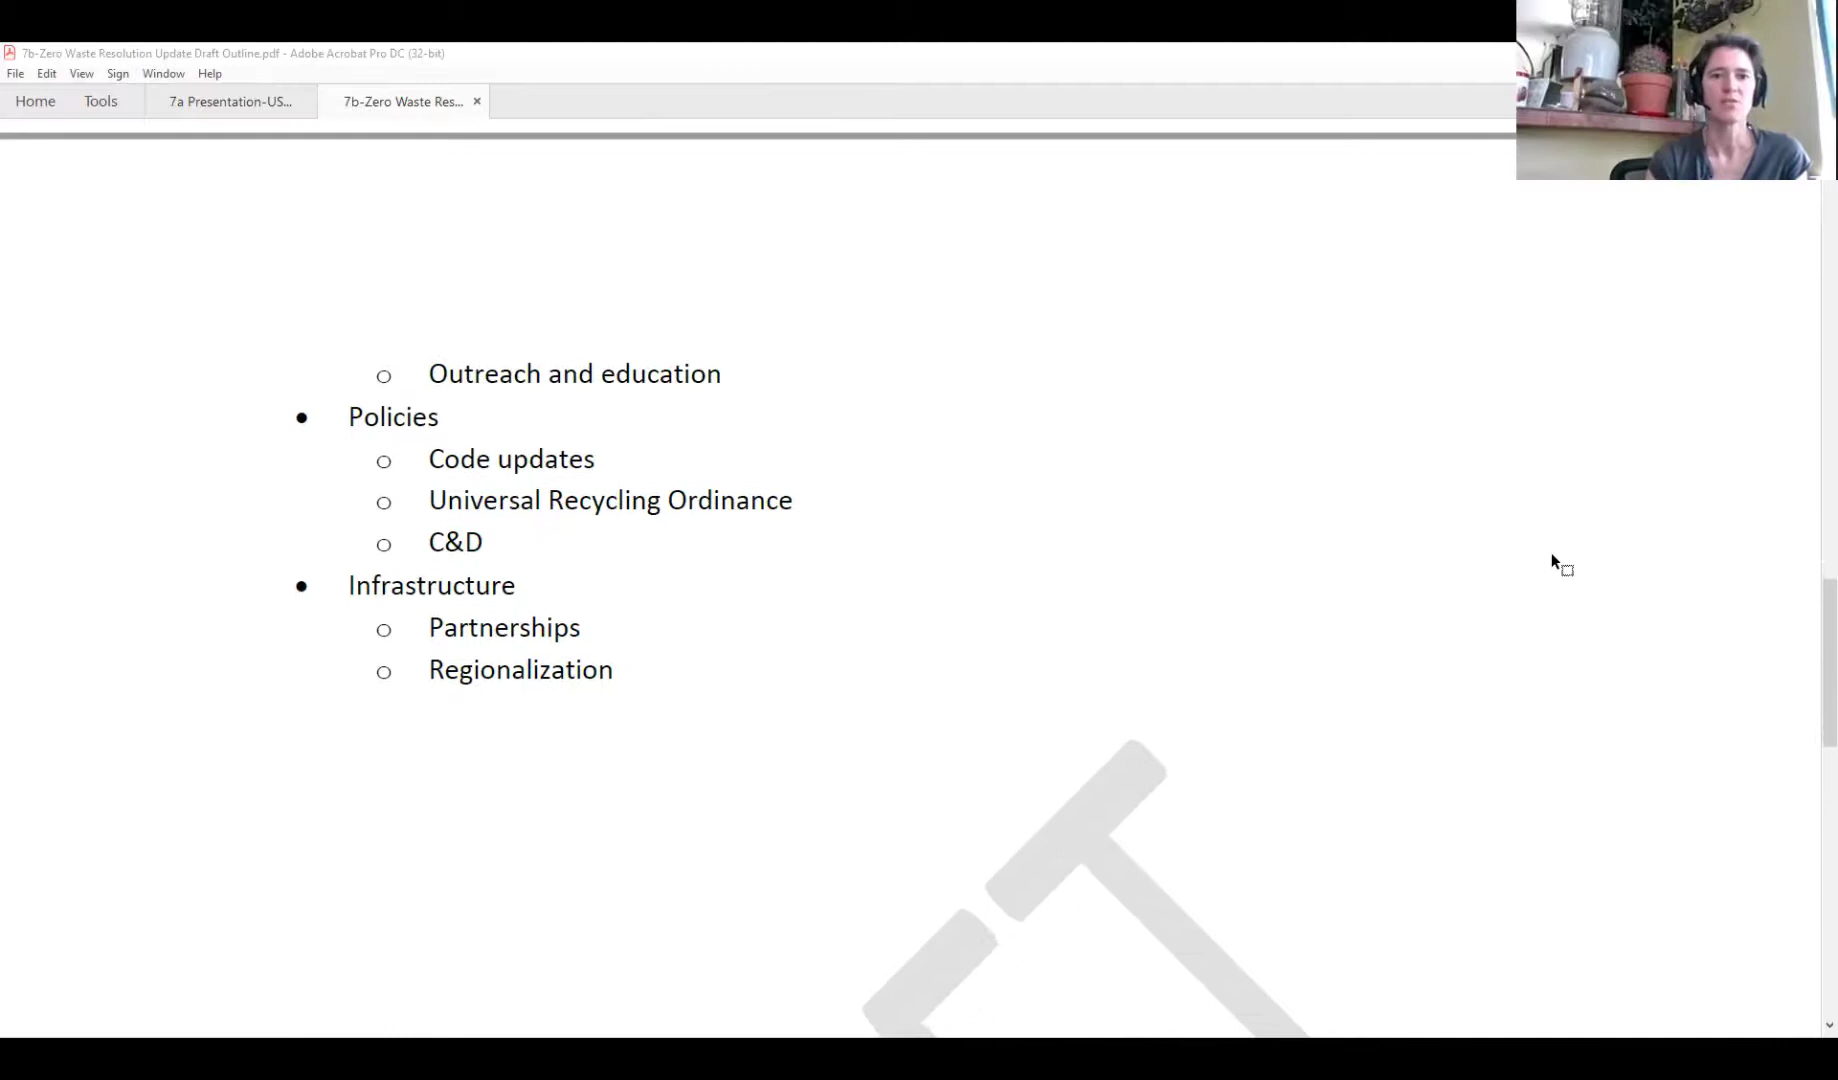 7b-Zero Waste Resolution Update Draft Outline.pdf - Adobe Acrobat Pro DC (32-bit)
File Edit View Sign Window Help
Home Tools 7a Presentation-US... 7b-Zero Waste Res... ×
○ Outreach and education
● Policies
○ Code updates
○ Universal Recycling Ordinance
○ C&D
● Infrastructure
○ Partnerships
○ Regionalization
FT